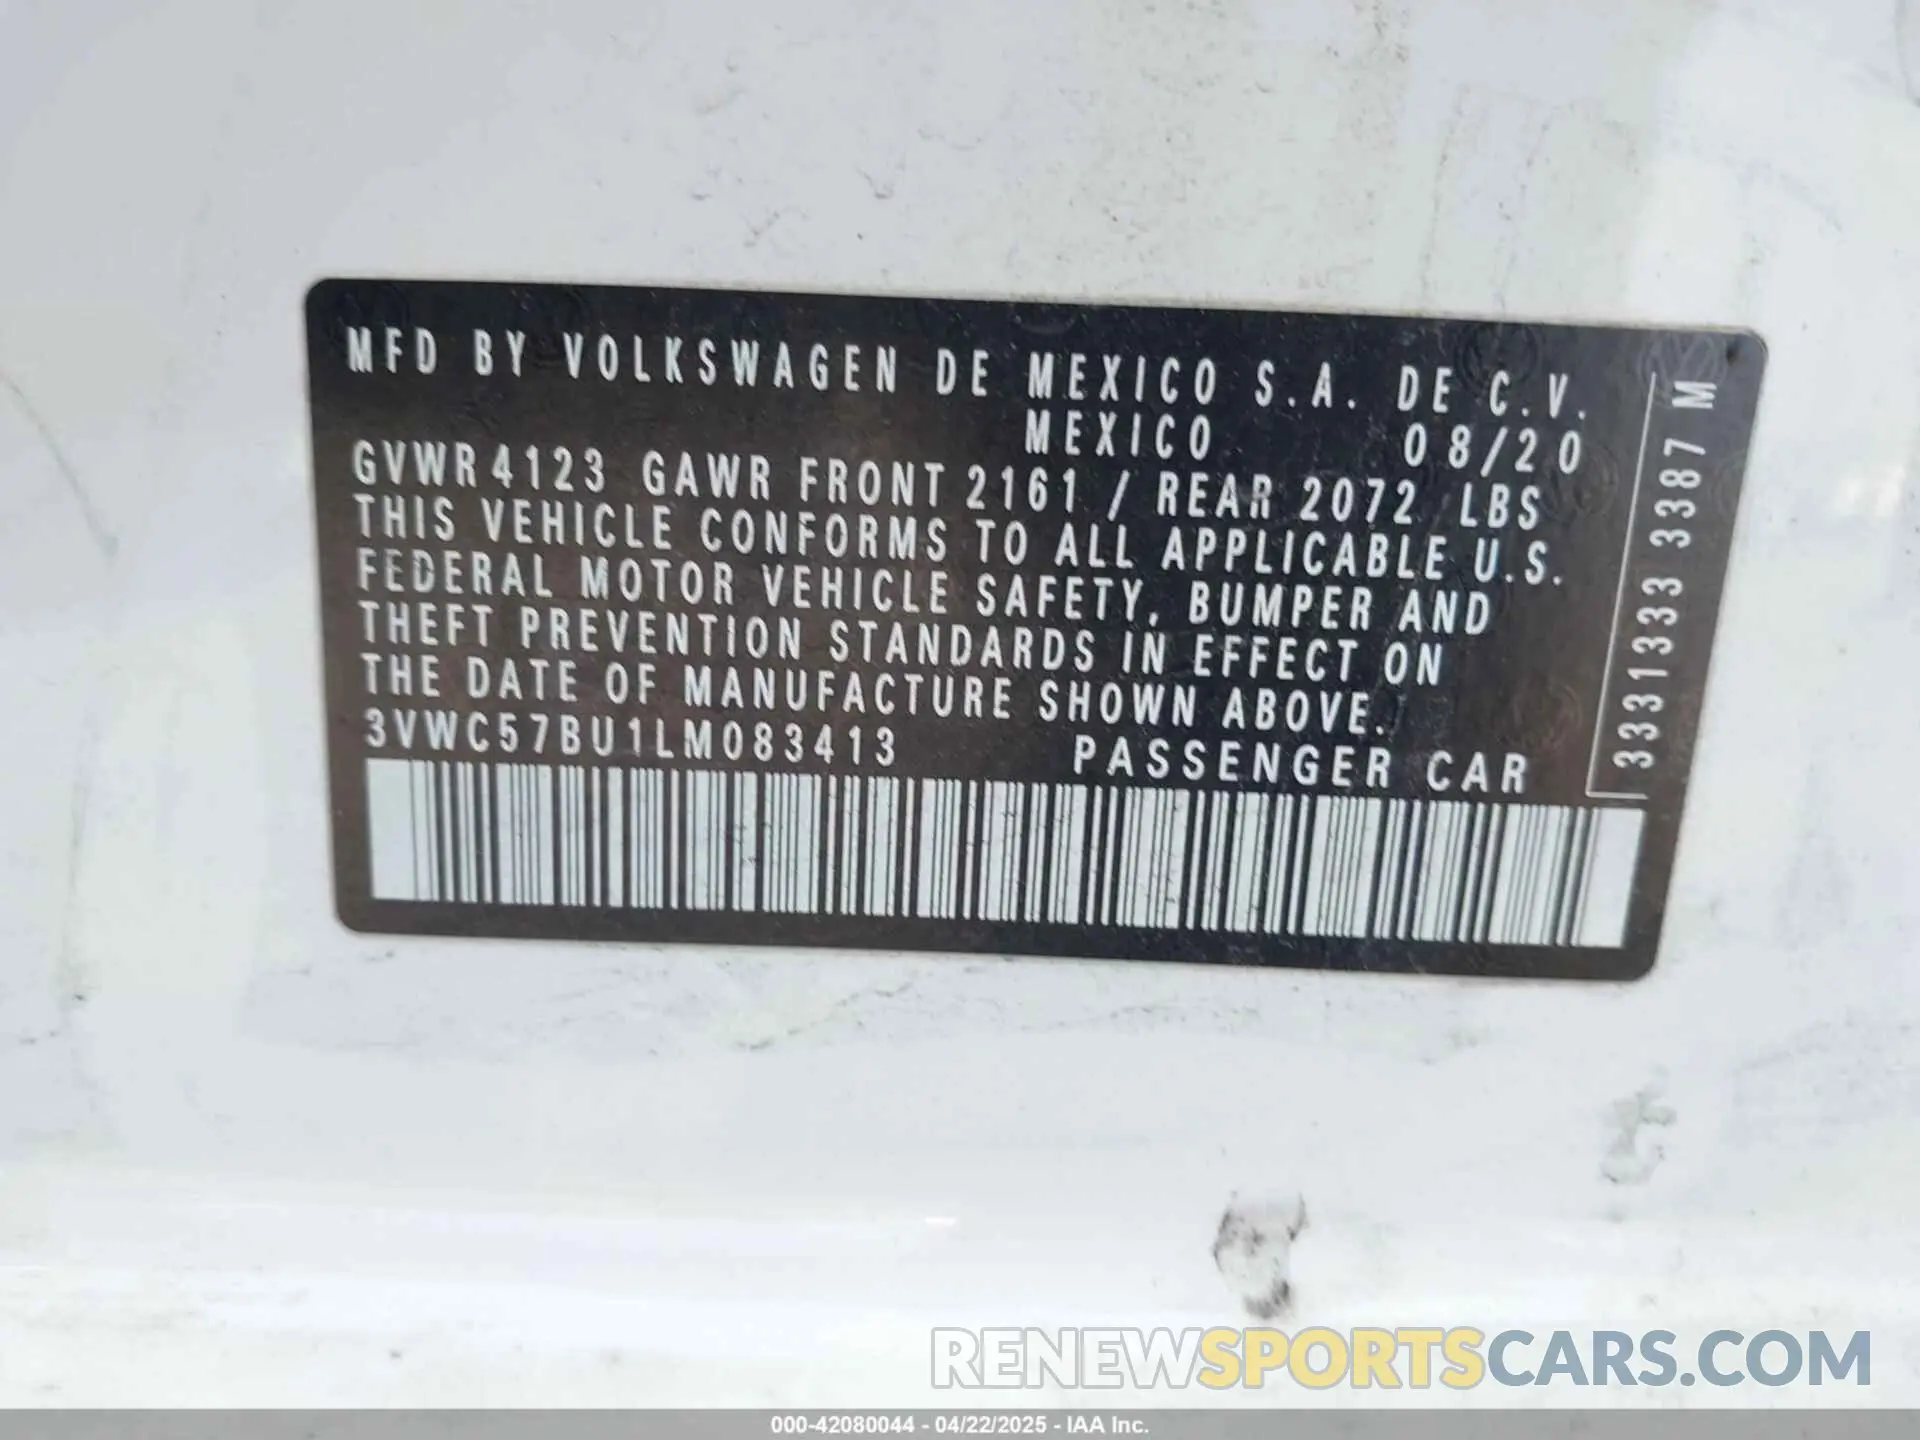 MFD BY VOLKSWAGEN DE MEXICO S.A. DE C.V.
MEXICO 08/20
GVWR 4123 GAWR FRONT 2161 / REAR 2072 LBS
THIS VEHICLE CONFORMS TO ALL APPLICABLE U.S.
FEDERAL MOTOR VEHICLE SAFETY, BUMPER AND
THEFT PREVENTION STANDARDS IN EFFECT ON
THE DATE OF MANUFACTURE SHOWN ABOVE.
3VWC57BU1LM083413 PASSENGER CAR
3331333 3387 M
RENEWSPORTSCARS.COM
000-42080044 - 04/22/2025 - IAA Inc.